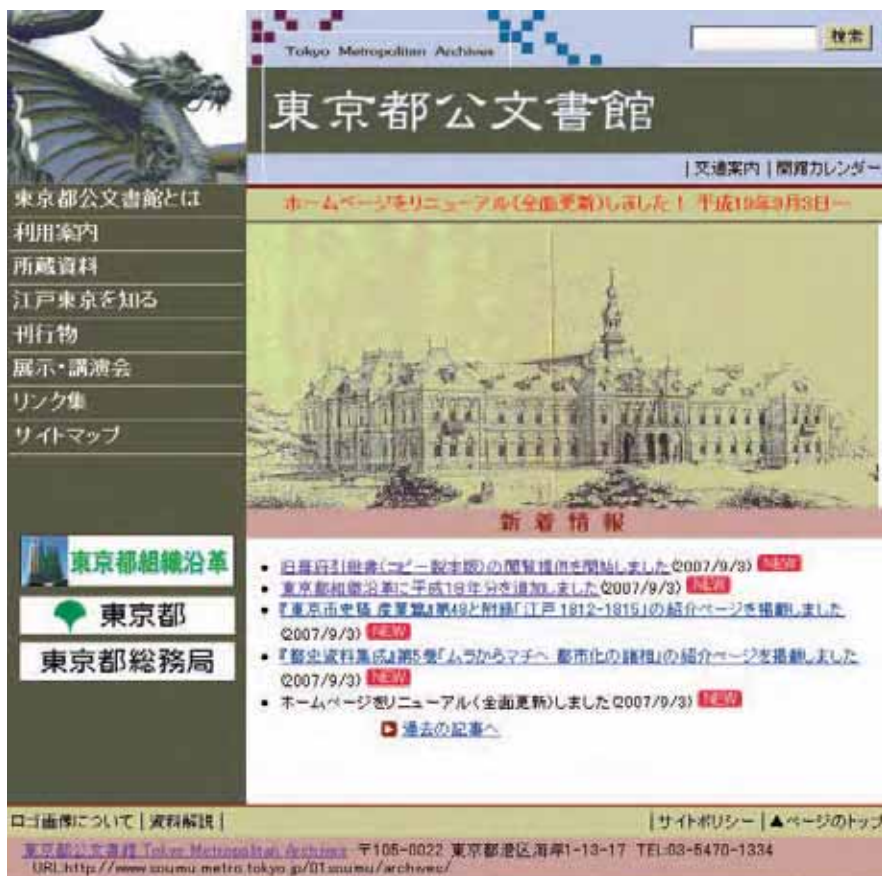 Tokyo Metropolitan Archives
検索
東京都公文書館
|交通案内|開館カレンダー
東京都公文書館とは
利用案内
所蔵資料
江戸東京を知る
刊行物
展示・講演会
リンク集
サイトマップ
東京都組織沿革
東京都
東京都総務局
ホームページをリニューアル(全面更新)しました! 平成19年9月3日
新着情報
旧幕府引継書(コピー製本版)の閲覧提供を開始しました(2007/9/3) NEW
東京都組織沿革に平成19年分を追加しました(2007/9/3) NEW
『東京市史稿 産業篇』第48と附録「江戸 1812-1815」の紹介ページを掲載しました
(2007/9/3) NEW
『都史資料集成』第5巻「ムラからマチへ 都市化の諸相」の紹介ページを掲載しました
(2007/9/3) NEW
ホームページをリニューアル(全面更新)しました(2007/9/3) NEW
過去の記事へ
ロゴ画像について|資料解説|
|サイトポリシー|▲ページのトップ
東京都公文書館 Tokyo Metropolitan Archives 〒105-0022 東京都港区海岸1-13-17 TEL:03-5470-1334
URL:http://www.soumu.metro.tokyo.jp/01soumu/archives/